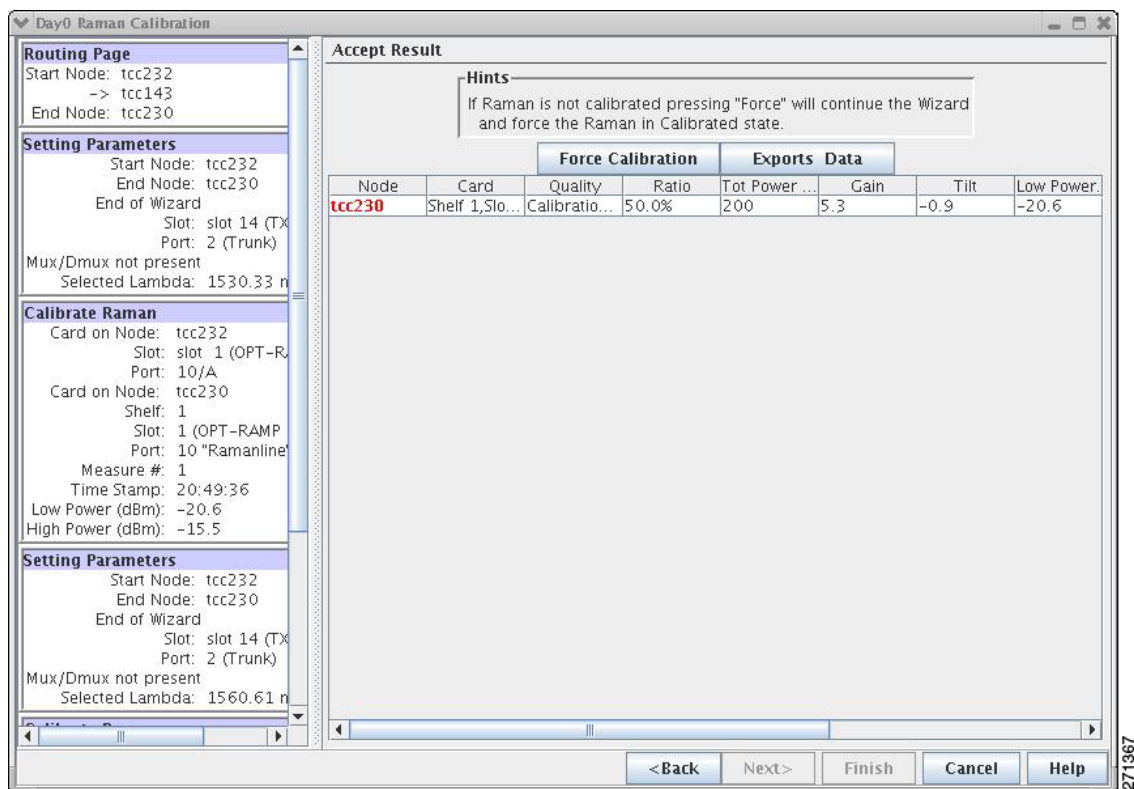 Day0 Raman Calibration
Routing Page
Start Node: tcc232
-> tcc143
End Node: tcc230
Setting Parameters
Start Node: tcc232
End Node: tcc230
End of Wizard
Slot: slot 14 (TX
Port: 2 (Trunk)
Mux/Dmux not present
Selected Lambda: 1530.33 n
Calibrate Raman
Card on Node: tcc232
Slot: slot 1 (OPT-RA
Port: 10/A
Card on Node: tcc230
Shelf: 1
Slot: 1 (OPT-RAMP
Port: 10 "Ramanline"
Measure #: 1
Time Stamp: 20:49:36
Low Power (dBm): -20.6
High Power (dBm): -15.5
Setting Parameters
Start Node: tcc232
End Node: tcc230
End of Wizard
Slot: slot 14 (TX
Port: 2 (Trunk)
Mux/Dmux not present
Selected Lambda: 1560.61 n
Accept Result
Hints
If Raman is not calibrated pressing "Force" will continue the Wizard
and force the Raman in Calibrated state.
Force Calibration Exports Data
Node Card Quality Ratio Tot Power ... Gain Tilt Low Power.
tcc230 Shelf 1,Slo... Calibratio... 50.0% 200 5.3 -0.9 -20.6
<Back Next> Finish Cancel Help
271367